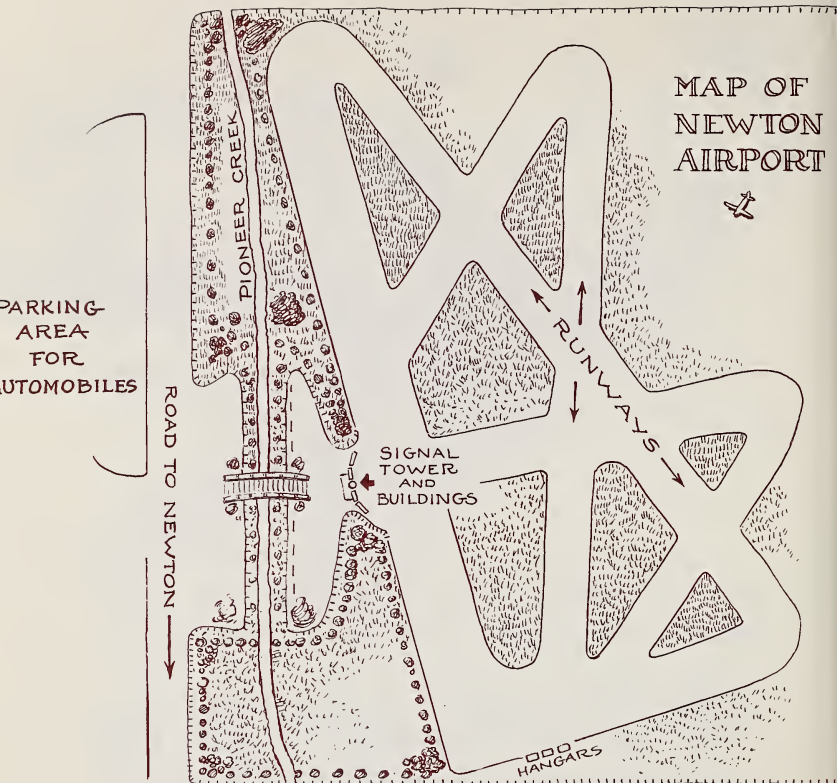 MAP OF
NEWTON
AIRPORT
PIONEER CREEK
PARKING
AREA
FOR
AUTOMOBILES
ROAD TO NEWTON
RUNWAYS
SIGNAL
TOWER
AND
BUILDINGS
HANGARS